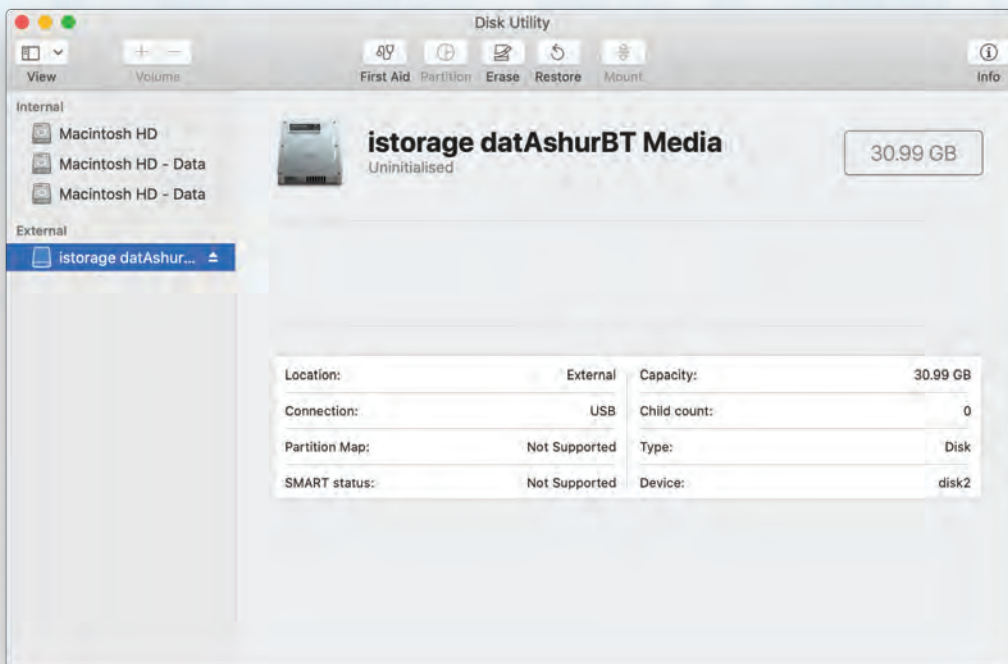 Disk Utility
View Volume First Aid Partition Erase Restore Mount Info
Internal
Macintosh HD
Macintosh HD - Data
Macintosh HD - Data
External
istorage datAshur...
istorage datAshurBT Media
Uninitialised
30.99 GB
Location: External Capacity: 30.99 GB
Connection: USB Child count: 0
Partition Map: Not Supported Type: Disk
SMART status: Not Supported Device: disk2